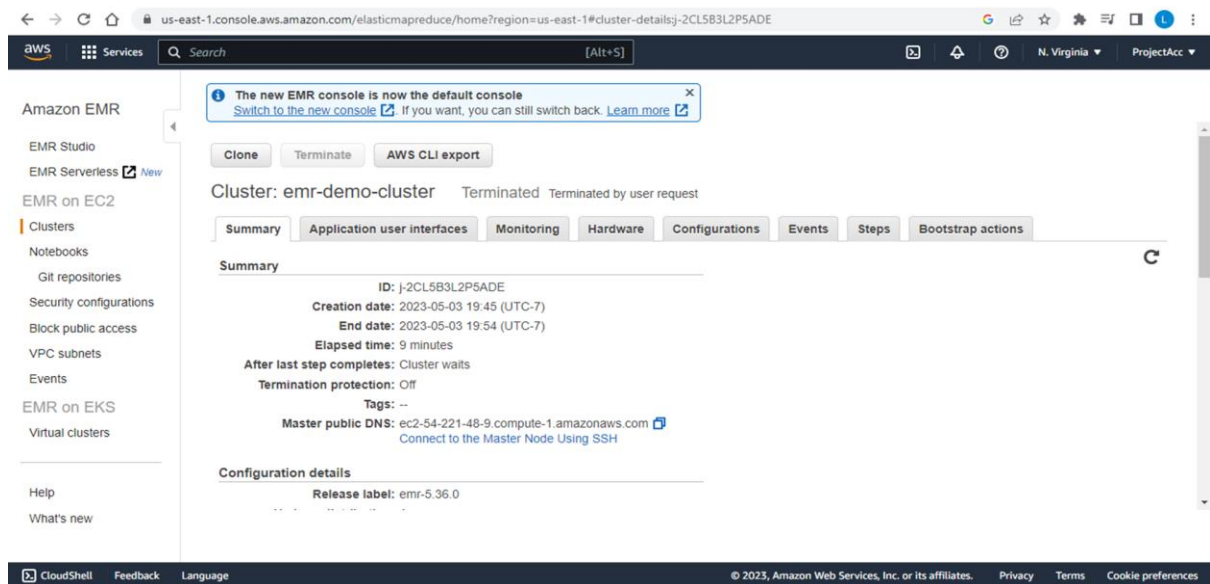 us-east-1.console.aws.amazon.com/elasticmapreduce/home?region=us-east-1#cluster-details:j-2CL5B3L2P5ADE
G
L
aws Services Search [Alt+S] N. Virginia ProjectAcc
Amazon EMR
EMR Studio
EMR Serverless New
EMR on EC2
Clusters
Notebooks
Git repositories
Security configurations
Block public access
VPC subnets
Events
EMR on EKS
Virtual clusters
Help
What's new
The new EMR console is now the default console
Switch to the new console. If you want, you can still switch back. Learn more
Clone Terminate AWS CLI export
Cluster: emr-demo-cluster Terminated Terminated by user request
Summary Application user interfaces Monitoring Hardware Configurations Events Steps Bootstrap actions
Summary
ID: j-2CL5B3L2P5ADE
Creation date: 2023-05-03 19:45 (UTC-7)
End date: 2023-05-03 19:54 (UTC-7)
Elapsed time: 9 minutes
After last step completes: Cluster waits
Termination protection: Off
Tags: --
Master public DNS: ec2-54-221-48-9.compute-1.amazonaws.com
Connect to the Master Node Using SSH
Configuration details
Release label: emr-5.36.0
CloudShell Feedback Language © 2023, Amazon Web Services, Inc. or its affiliates. Privacy Terms Cookie preferences